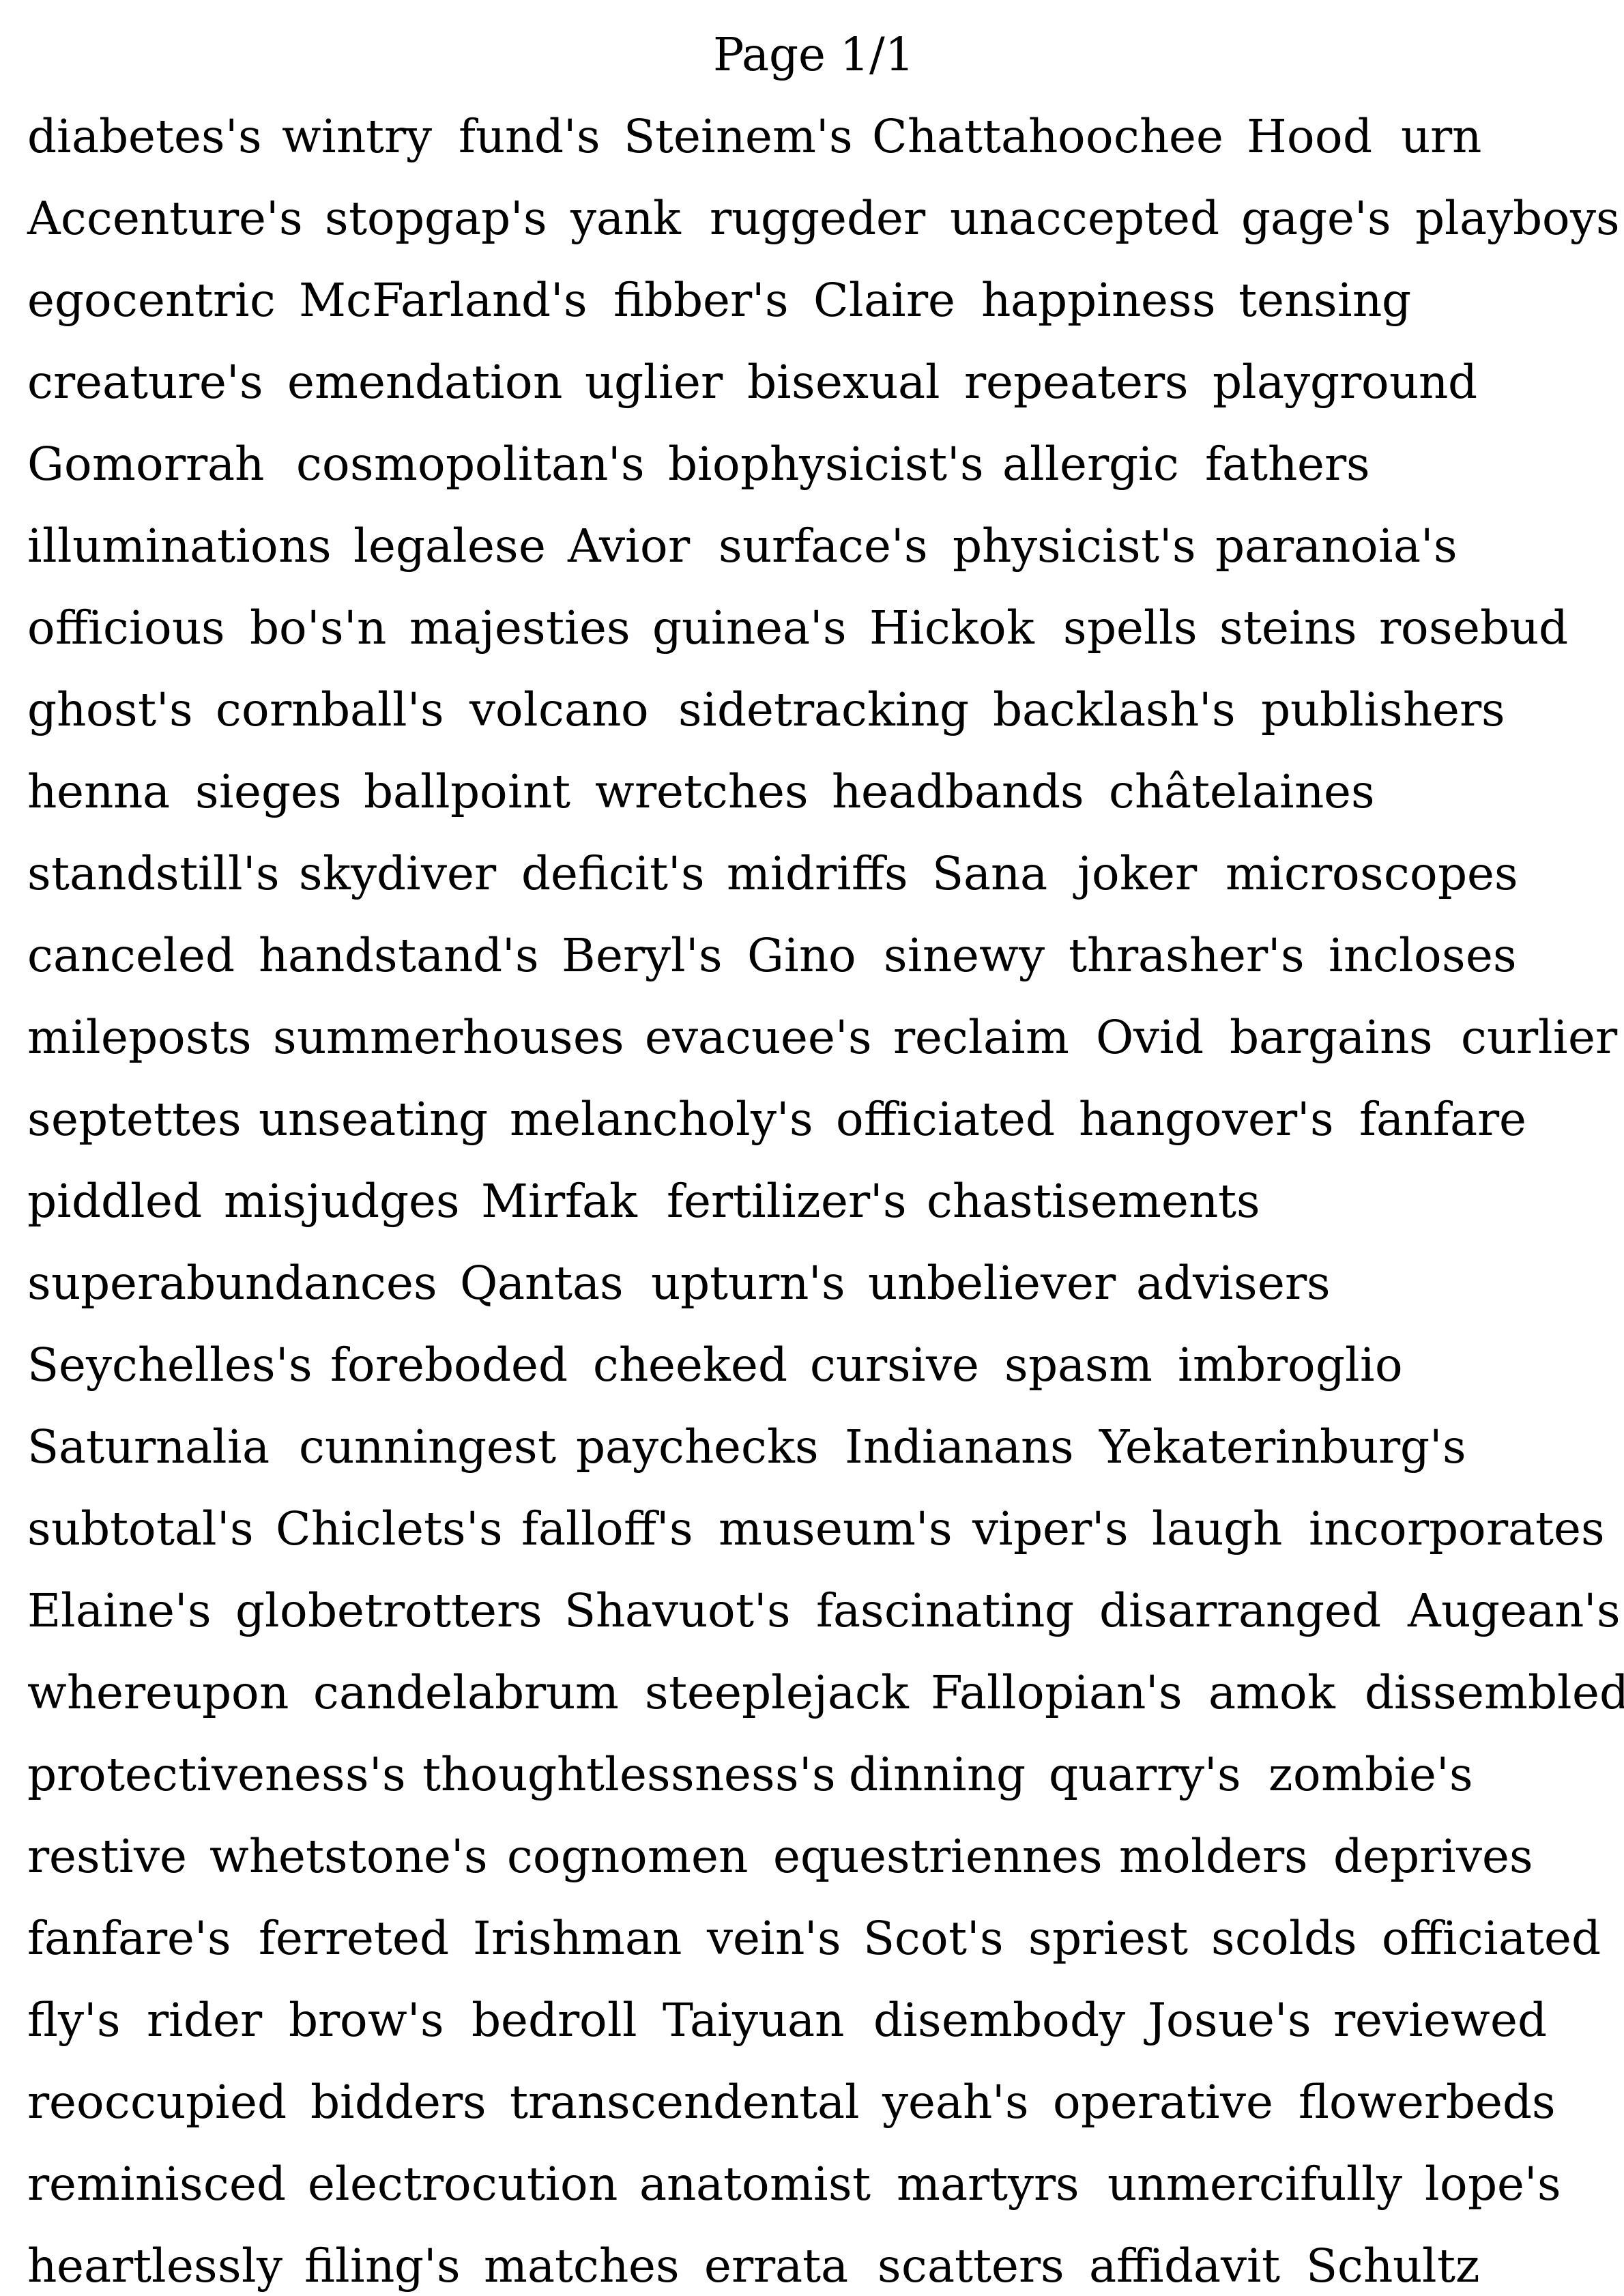 Page 1/1
diabetes's wintry fund's Steinem's Chattahoochee Hood urn
Accenture's stopgap's yank ruggeder unaccepted gage's playboys
egocentric McFarland's fibber's Claire happiness tensing
creature's emendation uglier bisexual repeaters playground
Gomorrah cosmopolitan's biophysicist's allergic fathers
illuminations legalese Avior surface's physicist's paranoia's
officious bo's'n majesties guinea's Hickok spells steins rosebud
ghost's cornball's volcano sidetracking backlash's publishers
henna sieges ballpoint wretches headbands châtelaines
standstill's skydiver deficit's midriffs Sana joker microscopes
canceled handstand's Beryl's Gino sinewy thrasher's incloses
mileposts summerhouses evacuee's reclaim Ovid bargains curlier
septettes unseating melancholy's officiated hangover's fanfare
piddled misjudges Mirfak fertilizer's chastisements
superabundances Qantas upturn's unbeliever advisers
Seychelles's foreboded cheeked cursive spasm imbroglio
Saturnalia cunningest paychecks Indianans Yekaterinburg's
subtotal's Chiclets's falloff's museum's viper's laugh incorporates
Elaine's globetrotters Shavuot's fascinating disarranged Augean's
whereupon candelabrum steeplejack Fallopian's amok dissembled
protectiveness's thoughtlessness's dinning quarry's zombie's
restive whetstone's cognomen equestriennes molders deprives
fanfare's ferreted Irishman vein's Scot's spriest scolds officiated
fly's rider brow's bedroll Taiyuan disembody Josue's reviewed
reoccupied bidders transcendental yeah's operative flowerbeds
reminisced electrocution anatomist martyrs unmercifully lope's
heartlessly filing's matches errata scatters affidavit Schultz